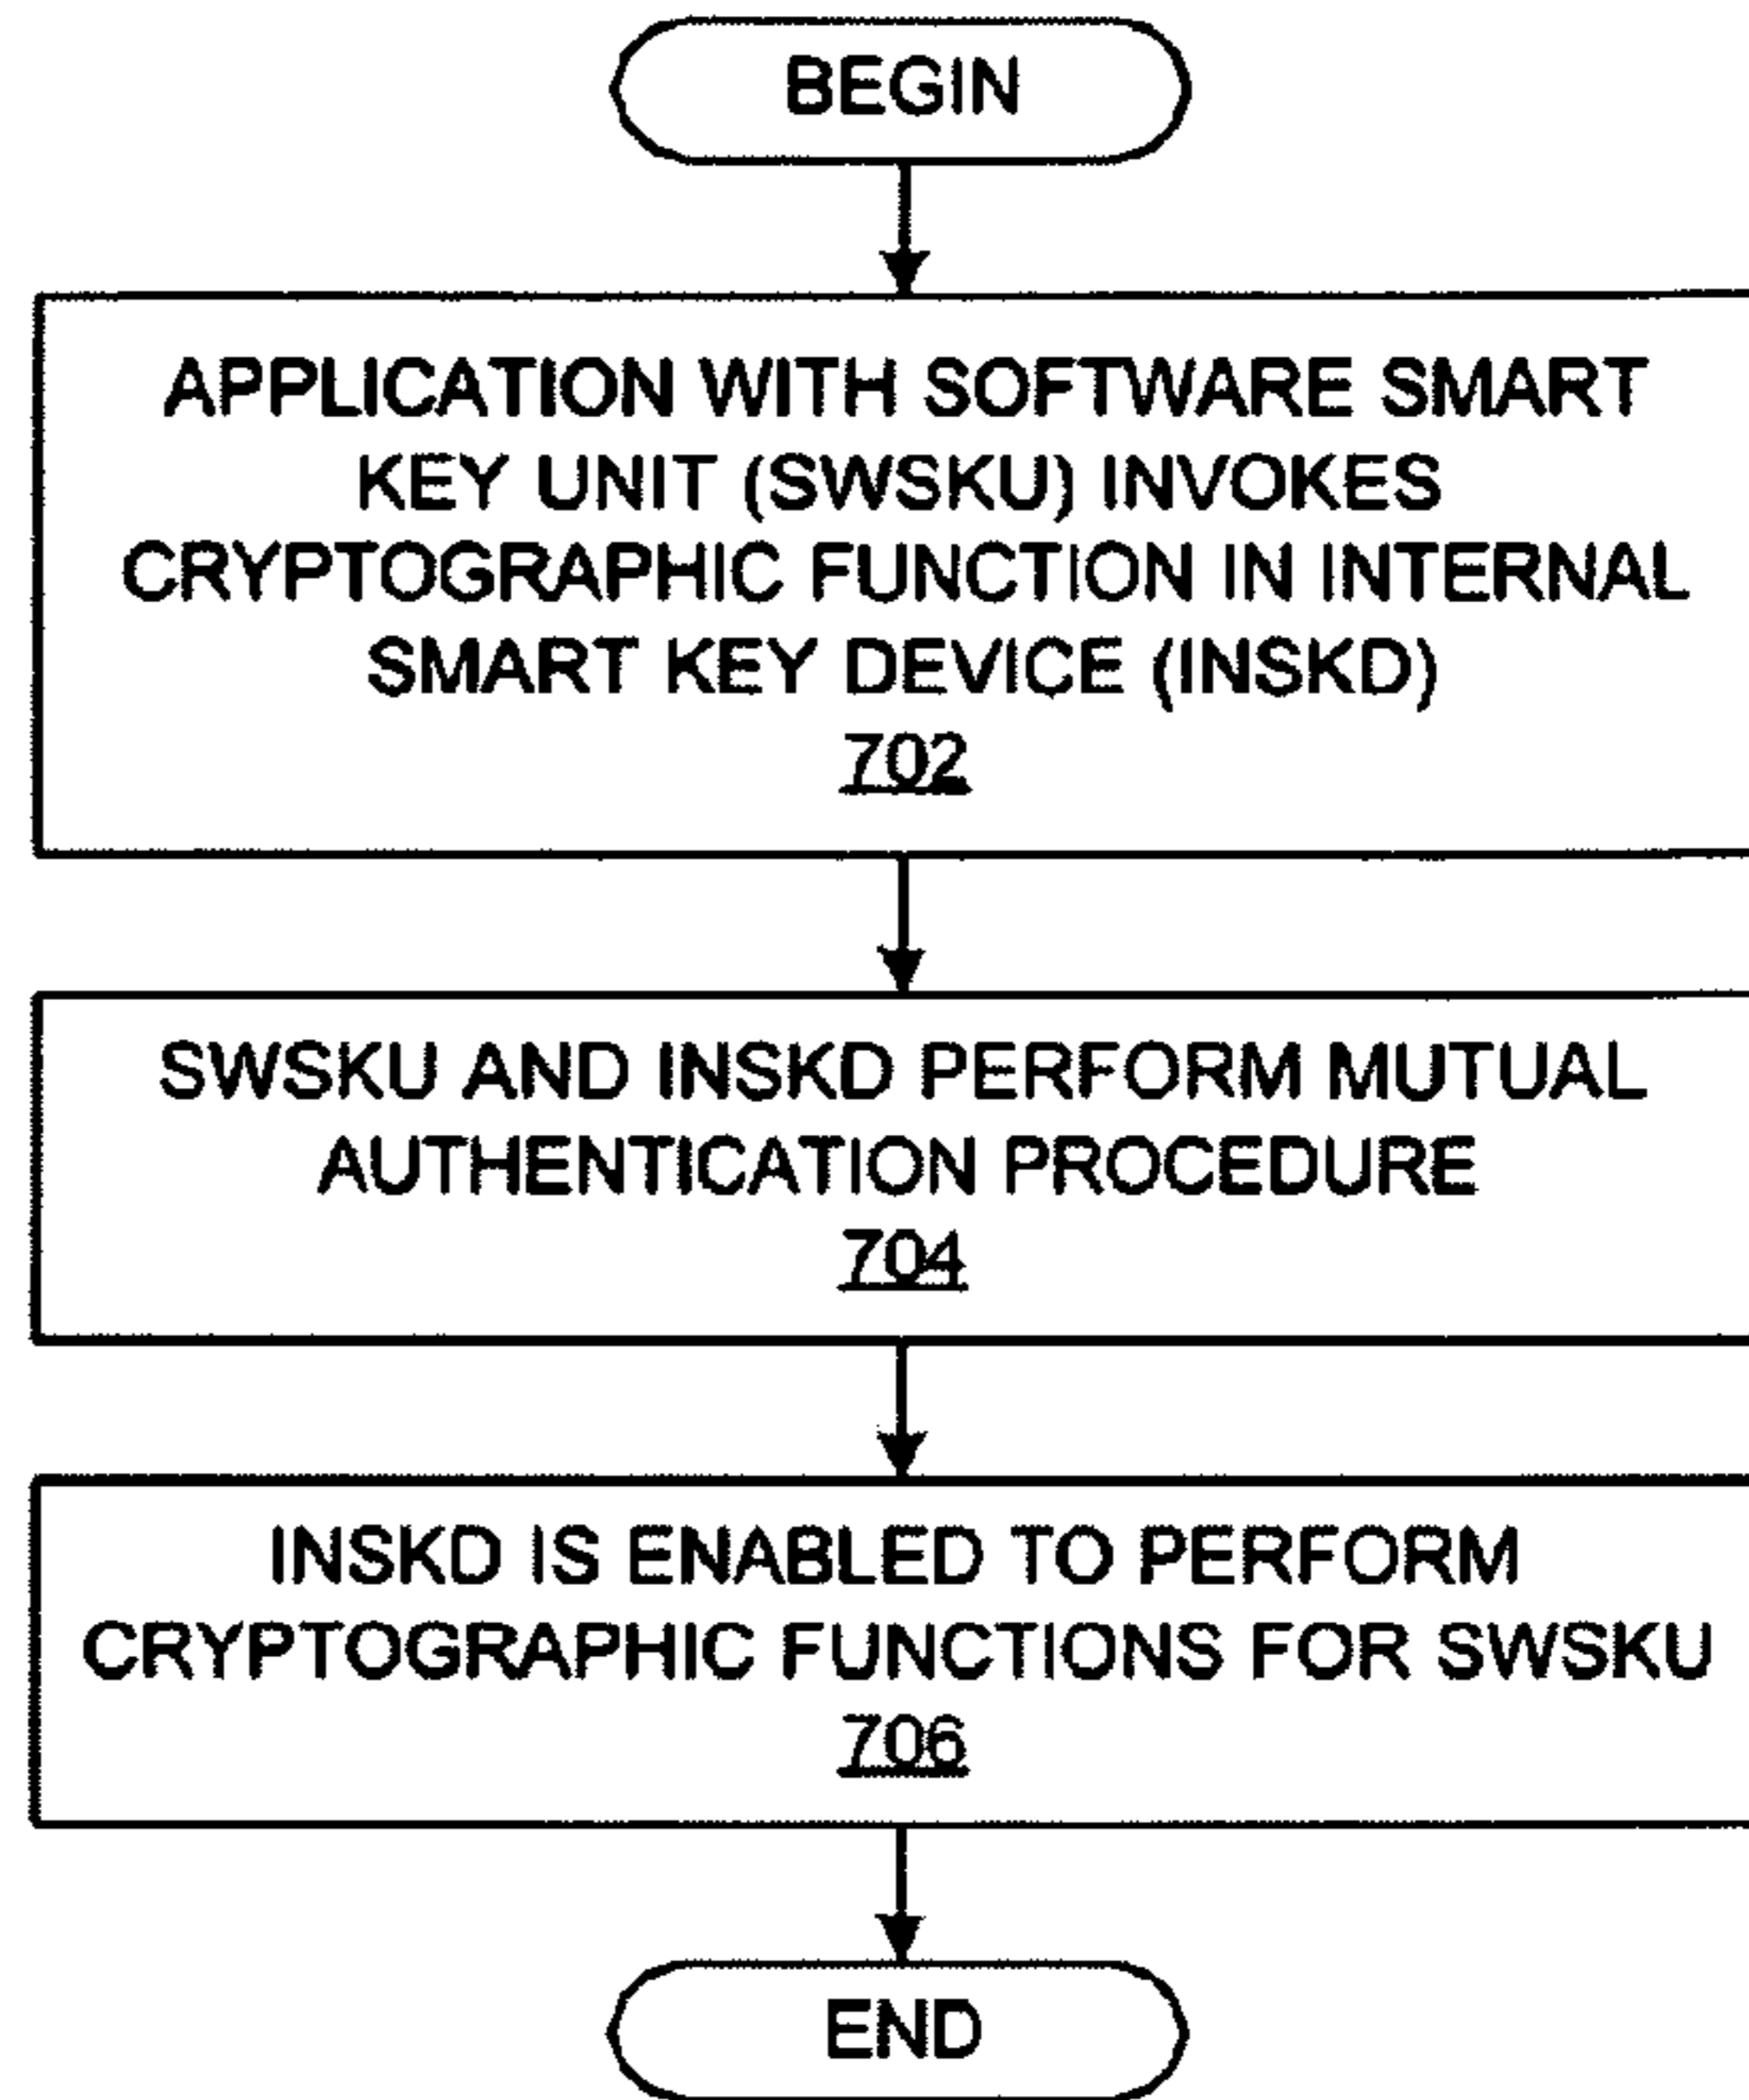 BEGIN
APPLICATION WITH SOFTWARE SMART
KEY UNIT (SWSKU) INVOKES
CRYPTOGRAPHIC FUNCTION IN INTERNAL
SMART KEY DEVICE (INSKD)
702
SWSKU AND INSKD PERFORM MUTUAL
AUTHENTICATION PROCEDURE
704
INSKD IS ENABLED TO PERFORM
CRYPTOGRAPHIC FUNCTIONS FOR SWSKU
706
END